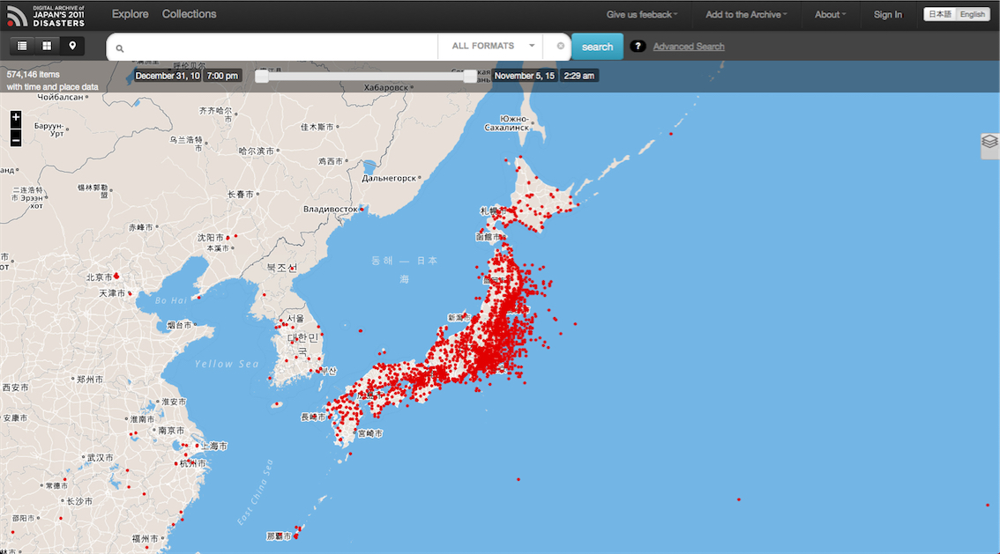 DIGITAL ARCHIVE of
JAPAN'S 2011
DISASTERS
Explore
Collections
Give us feeback
Add to the Archive
About
Sign In
日本語
English
ALL FORMATS
search
?
Advanced Search
574,146 items
with time and place data
December 31, 10
7:00 pm
November 5, 15
2:29 am
+
−
呼伦贝尔
Хабаровск
Чойбалсан
齐齐哈尔
市
Южно-
Сахалинск
Баруун-
Урт
佳木斯市
乌兰浩特
市
哈尔滨市
鸡西市
Дальнегорск
二连浩特
市 Эрээн
хот
锡林郭勒
盟
长春市
Владивосток
札幌市
赤峰市
沈阳市
本溪市
函館市
북조선
동해 — 日本
海
北京市
天津市
Bo Hai
新潟市
서울
대한민
국
烟台市
Yellow Sea
부산
郑州市
西安市
淮安市
安康市
長崎市
淮南市
南京市
宮崎市
上海市
武汉市
杭州市
East China Sea
常德市
长沙市
邵阳市
福州市
那覇市